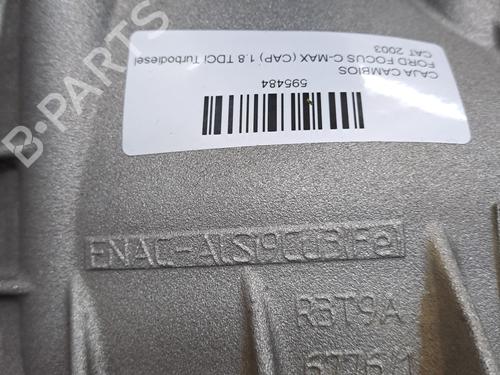 CAJA CAMBIOS
FORD FOCUS C-MAX (CAP) 1.8 TDCi Turbodiesel
CAT 2003
595484
B-PARTS
ENAC-AlSi9Cu3(Fe)
R3T9A